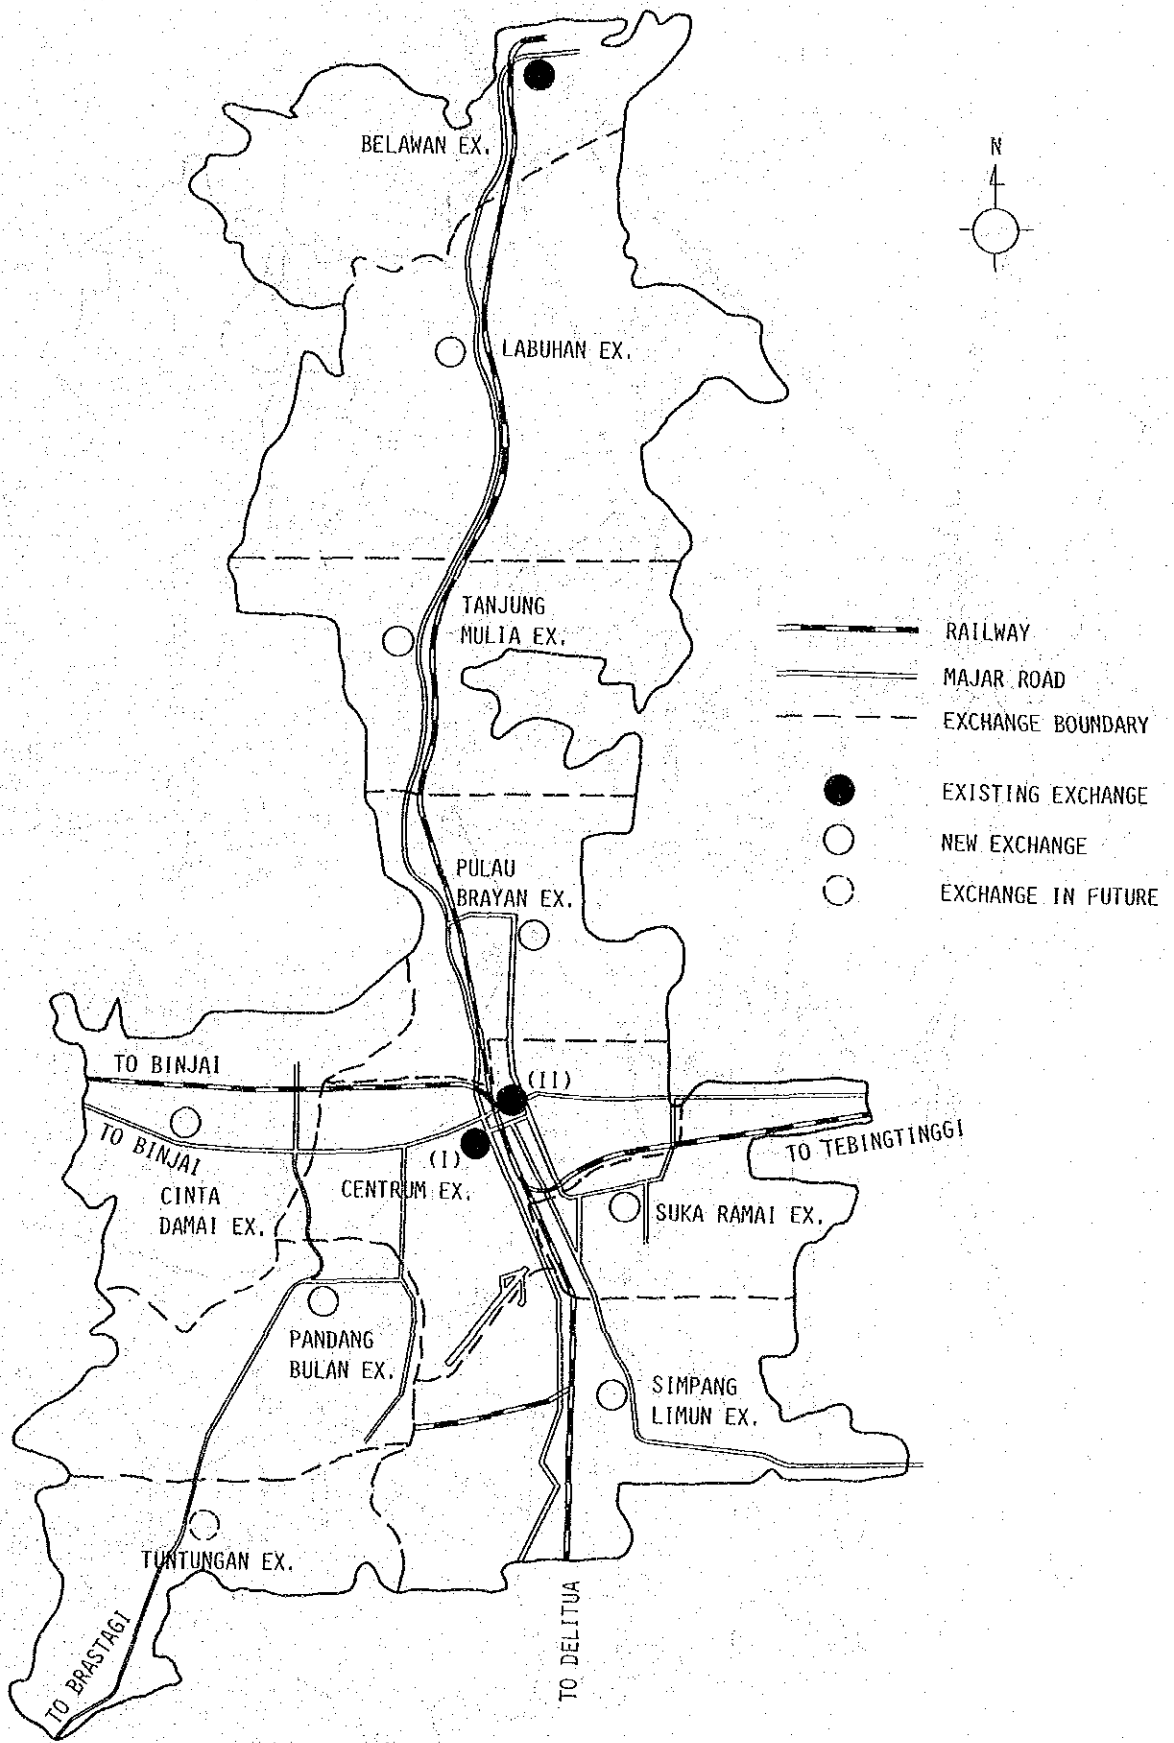 BELAWAN EX.
N
LABUHAN EX.
TANJUNG
MULIA EX.
RAILWAY
MAJAR ROAD
EXCHANGE BOUNDARY
EXISTING EXCHANGE
NEW EXCHANGE
EXCHANGE IN FUTURE
PULAU
BRAYAN EX.
TO BINJAI
(II)
TO BINJAI
(I)
CENTRUM EX.
TO TEBINGTINGGI
CINTA
DAMAI EX.
SUKA RAMAI EX.
PANDANG
BULAN EX.
SIMPANG
LIMUN EX.
TUNTUNGAN EX.
TO BRASTAGI
TO DELITUA